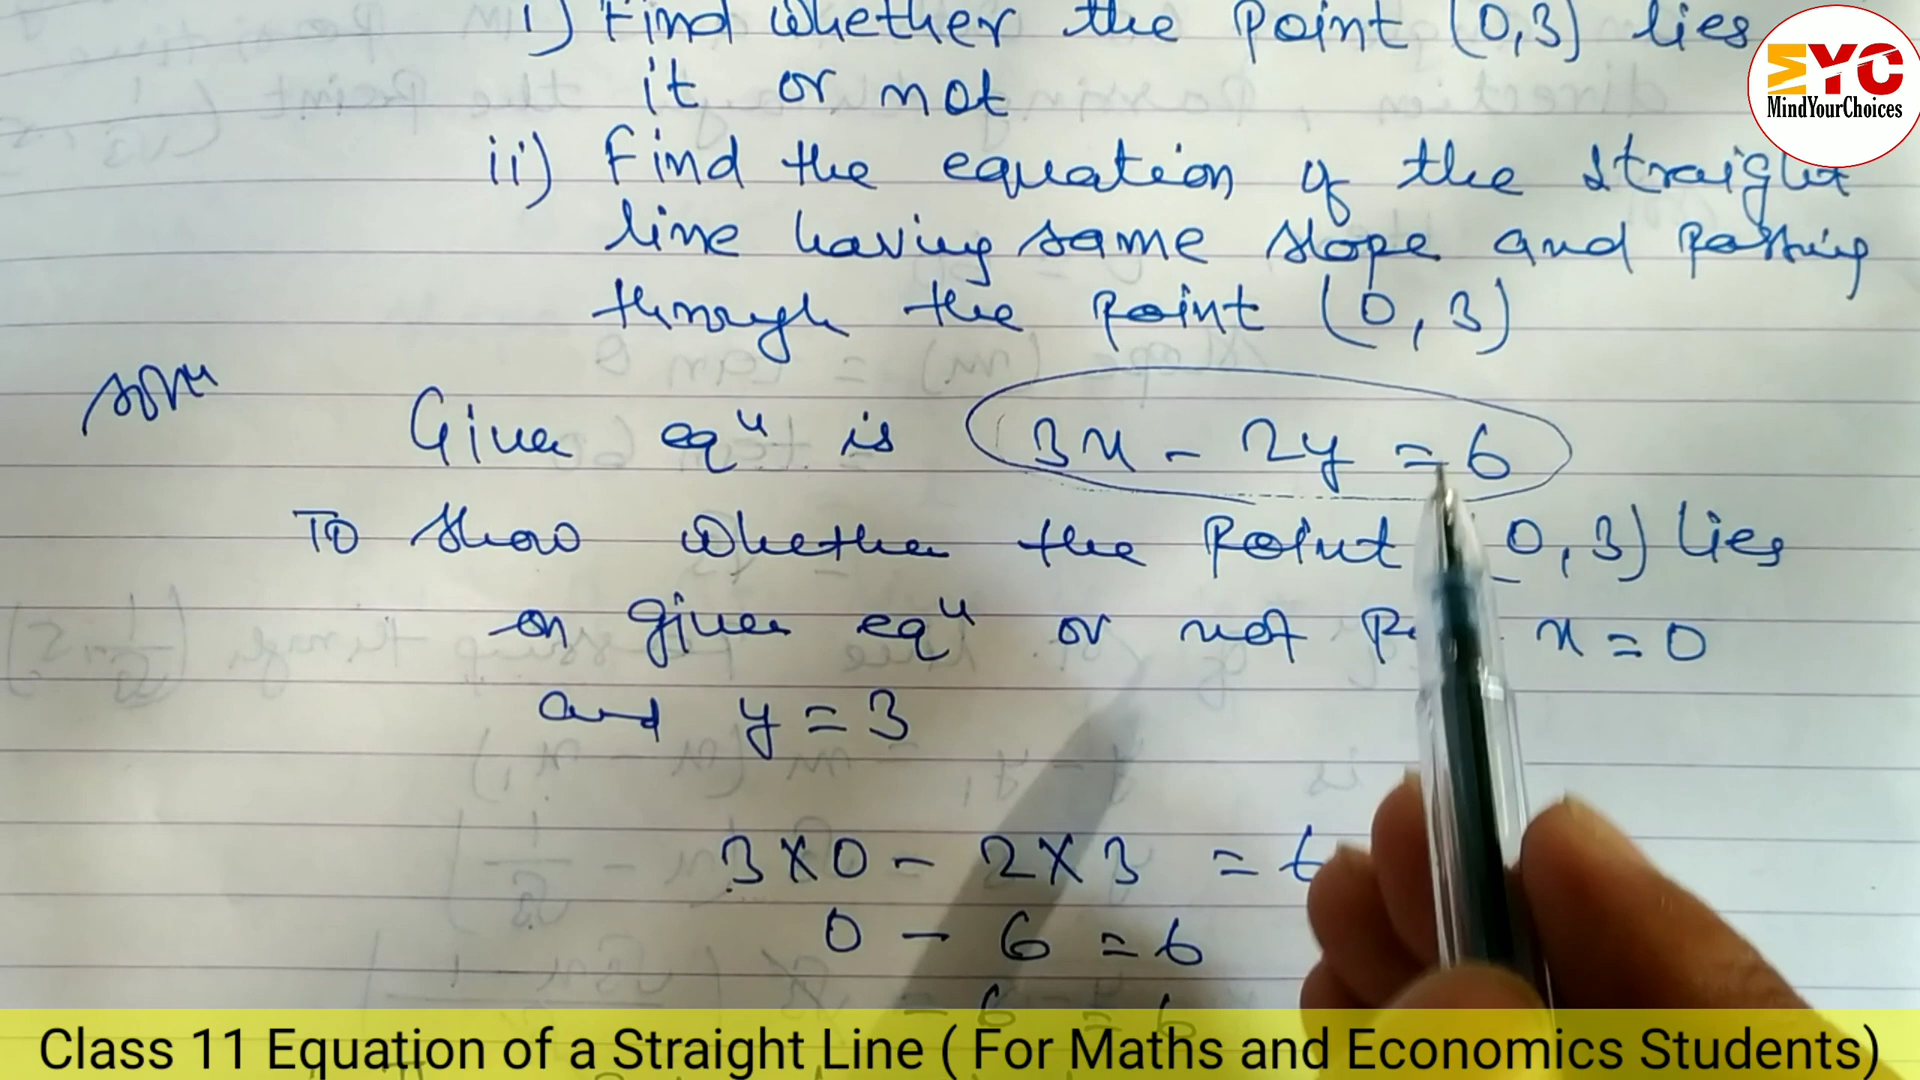 i) Find whether the point (0,3) lies
it or not
ii) Find the equation of the straight
line having same slope and passing
through the point (0,3)
Soln Given eqn is 3x - 2y = 6
To show whether the point (0,3) lies
on given eqn or not x = 0
and y = 3
3 × 0 - 2 × 3 =
0 - 6 = 6
- 6 = 6
MYC
MindYourChoices
Class 11 Equation of a Straight Line ( For Maths and Economics Students)